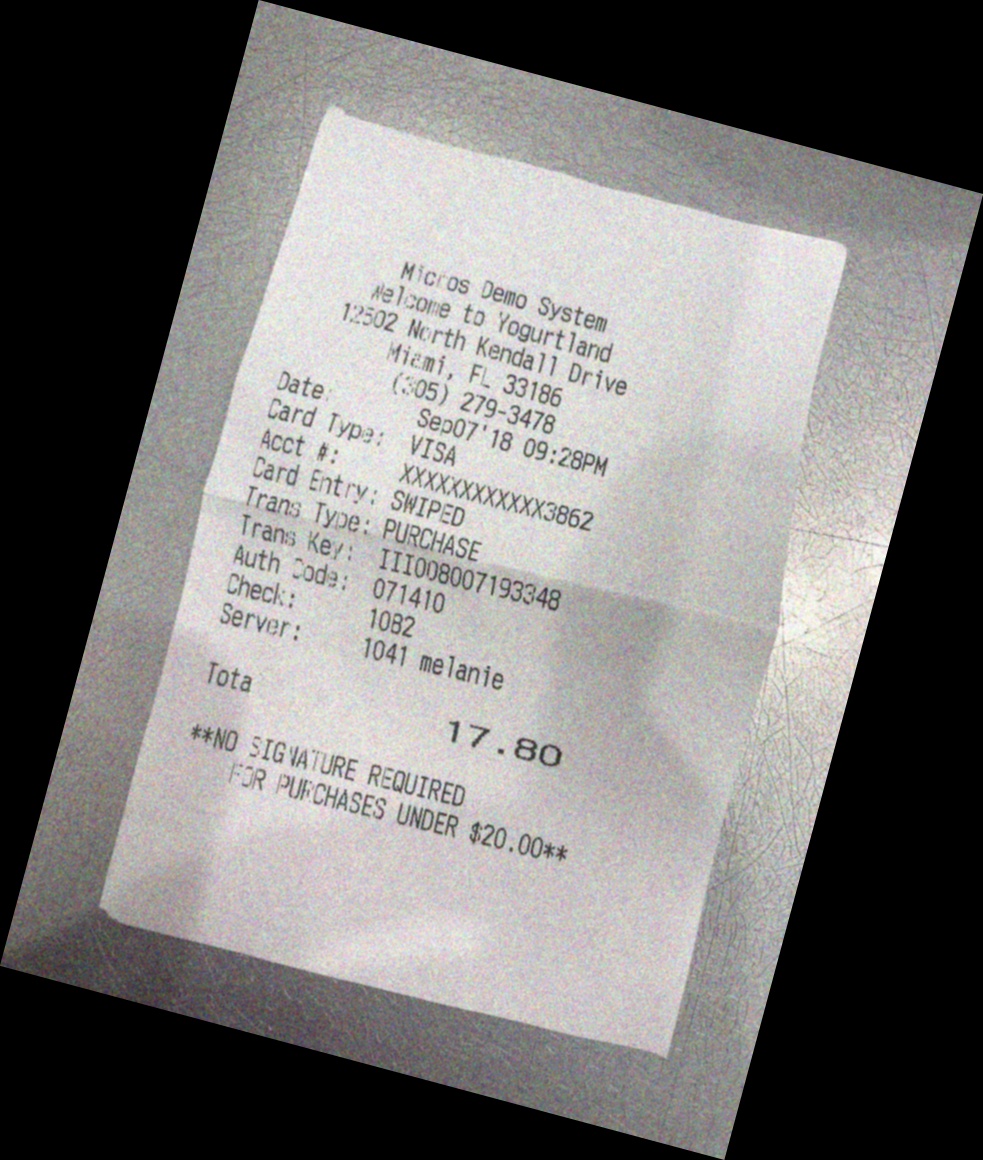 Micros Demo System
Welcome to Yogurtland
12502 North Kendall Drive
Miami, FL 33186
(305) 279-3478
Date: Sep07'18 09:28PM
Card Type: VISA
Acct #: XXXXXXXXXXXX3862
Card Entry: SWIPED
Trans Type: PURCHASE
Trans Key: III008007193348
Auth Code: 071410
Check: 1082
Server: 1041 melanie
Tota 17.80
**NO SIGNATURE REQUIRED
FOR PURCHASES UNDER $20.00**